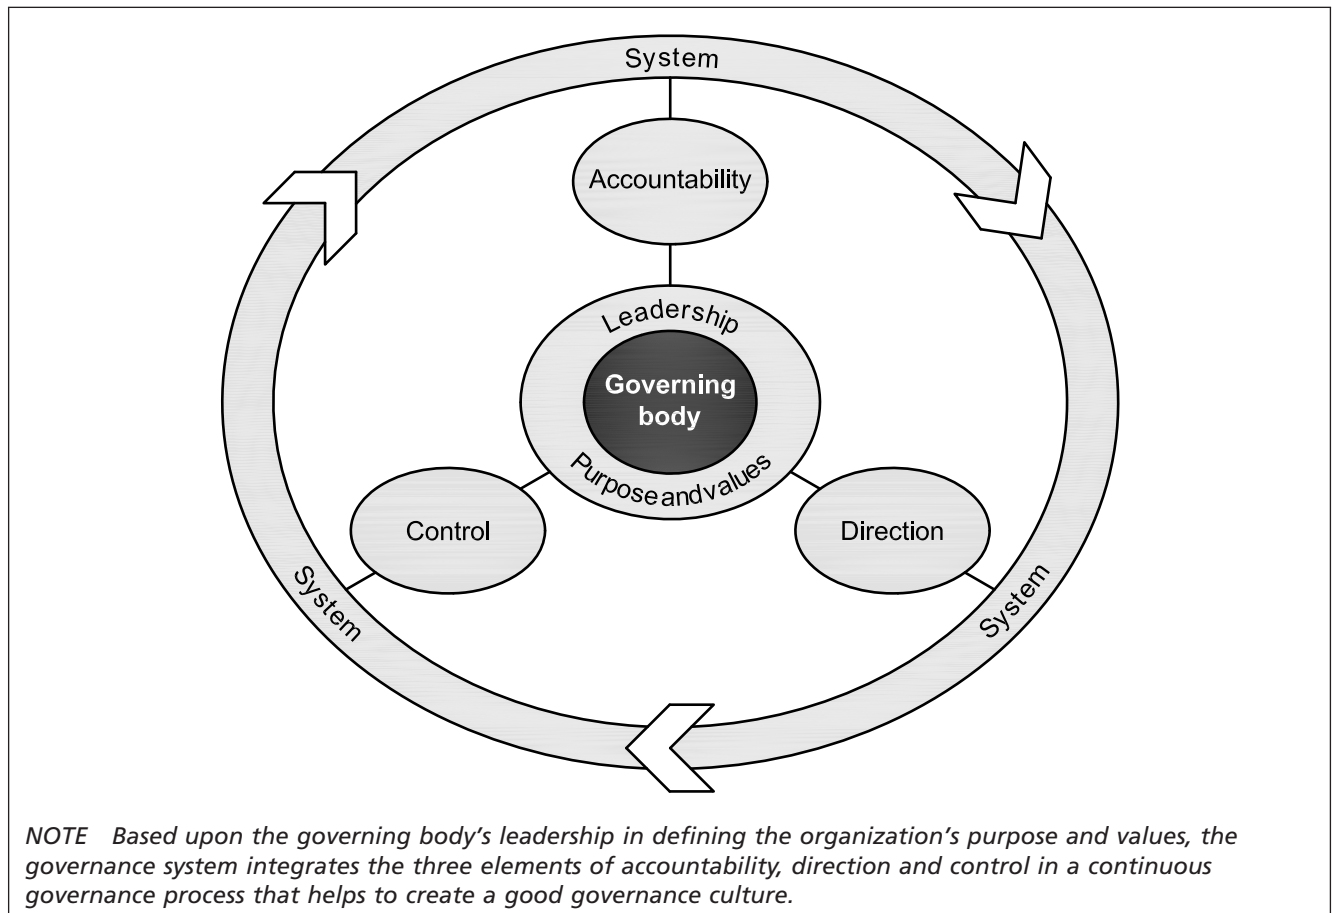 System
Accountability
Leadership
Governing
body
Purpose and values
Control
Direction
System
System
NOTE Based upon the governing body's leadership in defining the organization's purpose and values, the
governance system integrates the three elements of accountability, direction and control in a continuous
governance process that helps to create a good governance culture.